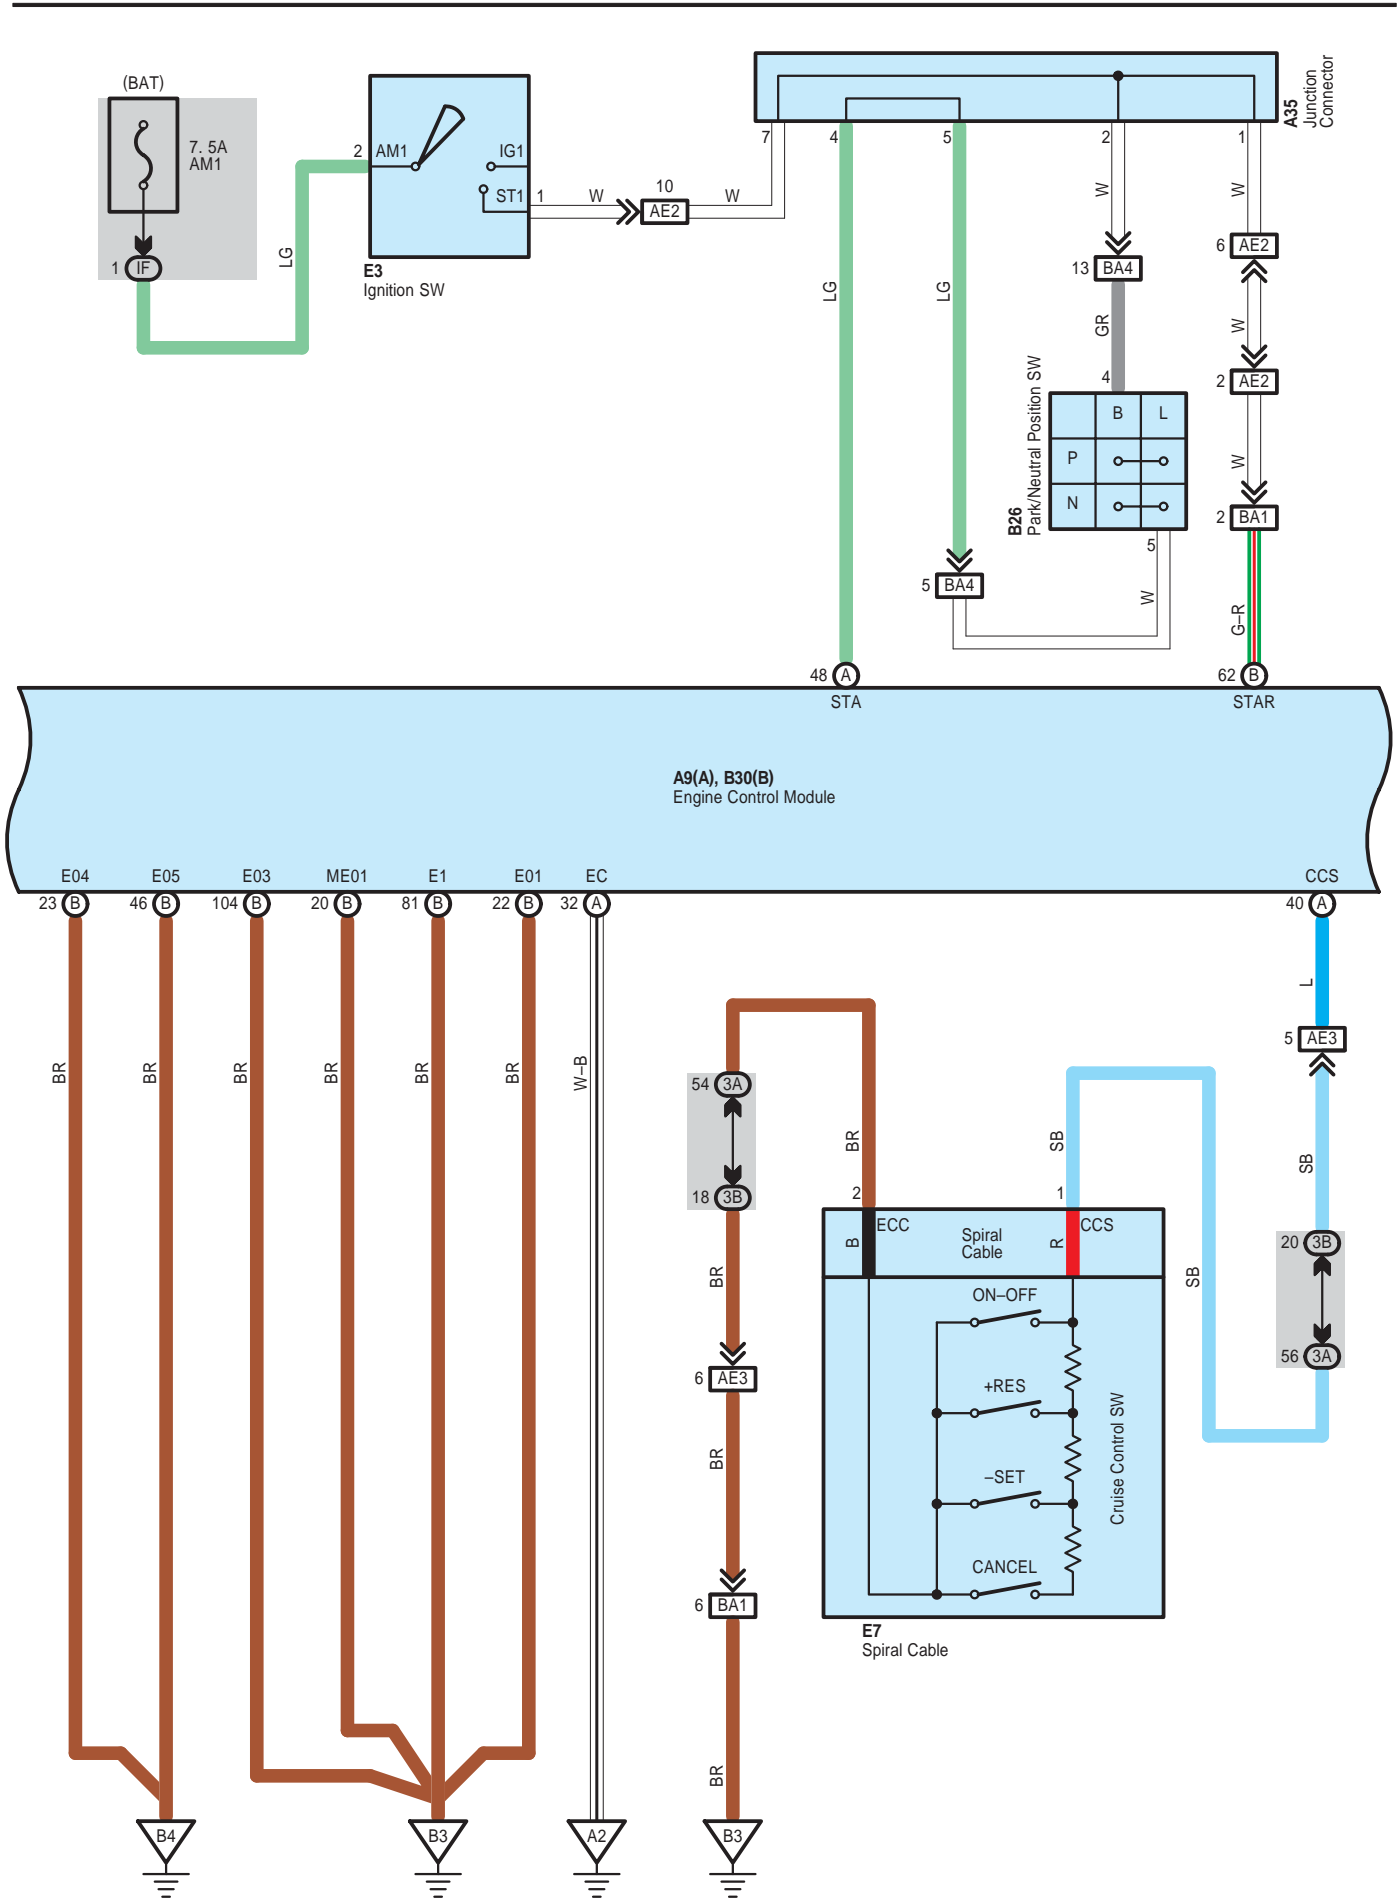 (BAT)
7. 5A
AM1
1 IF
LG
2 AM1
IG1
ST1
1
E3
Ignition SW
W
10
AE2
W
A35
Junction
Connector
7
4
5
2
1
LG
LG
W
W
13 BA4
GR
4
B L
P
N
5
B26
Park/Neutral Position SW
W
5 BA4
6 AE2
W
2 AE2
W
2 BA1
G–R
48 A
STA
62 B
STAR
A9(A), B30(B)
Engine Control Module
E04 E05 E03 ME01 E1 E01 EC CCS
23 B 46 B 104 B 20 B 81 B 22 B 32 A 40 A
BR BR BR BR BR BR W–B
L
5 AE3
SB
20 3B
56 3A
SB
54 3A
18 3B
BR
6 AE3
BR
6 BA1
BR
BR
SB
2
1
ECC
B
Spiral
Cable
R
CCS
ON–OFF
+RES
–SET
CANCEL
Cruise Control SW
E7
Spiral Cable
B4 B3 A2 B3